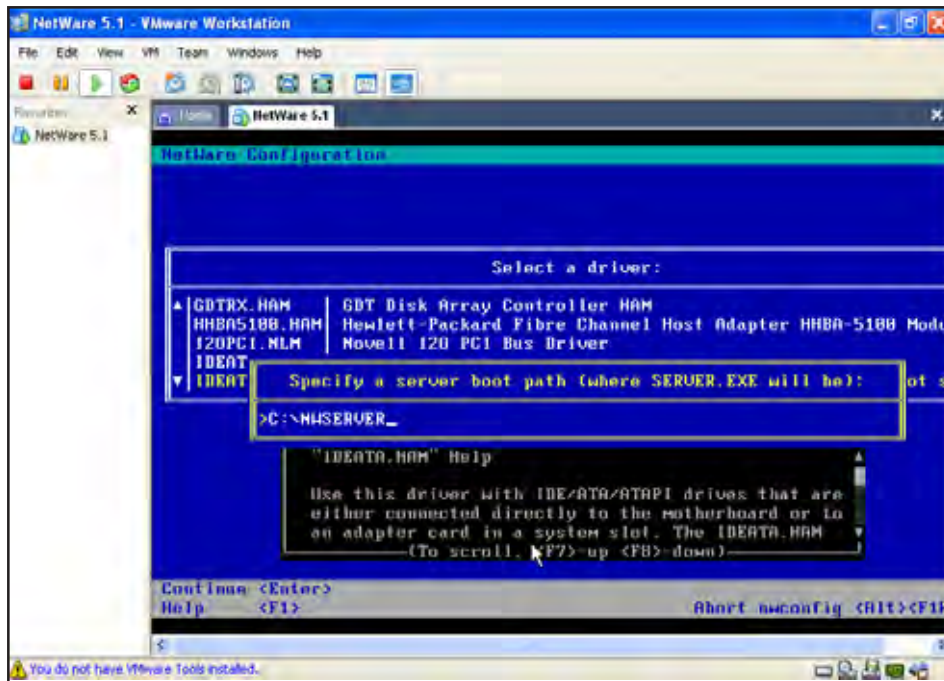 NetWare 5.1 - VMware Workstation
File Edit View VM Team Windows Help
Favorites
Home NetWare 5.1
NetWare 5.1
NetWare Configuration
Select a driver:
GDTRX.HAM GDT Disk Array Controller HAM
HHBA5100.HAM Hewlett-Packard Fibre Channel Host Adapter HHBA-5100 Mode
I2OPCI.NLM Novell I2O PCI Bus Driver
IDEAT
IDEAT ot s
Specify a server boot path (where SERVER.EXE will be):
>C:\NWSERVER_
"IDEATA.HAM" Help
Use this driver with IDE/ATA/ATAPI drives that are
either connected directly to the motherboard or to
an adapter card in a system slot. The IDEATA.HAM
(To scroll, <F7>-up <F8>-down)
Continue <Enter>
Help <F1>
Abort nwconfig <Alt><F1
You do not have VMware Tools installed.